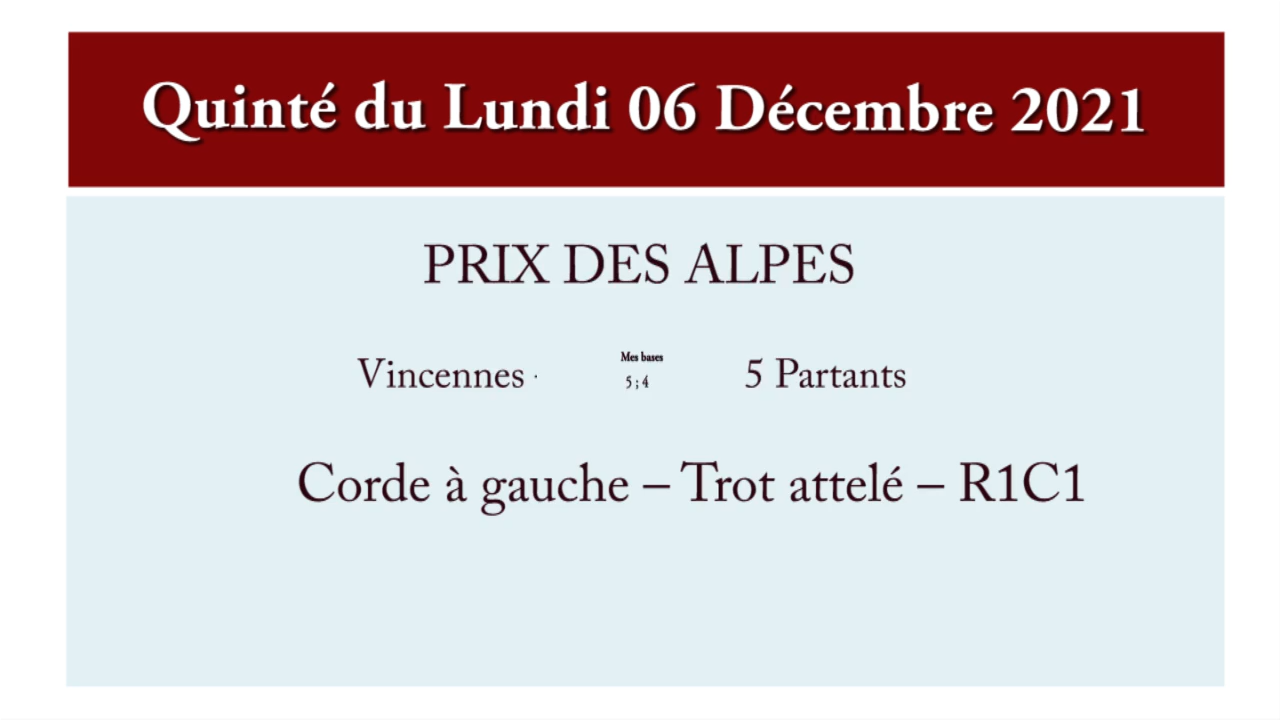 Quinté du Lundi 06 Décembre 2021
PRIX DES ALPES
Mes bases
Vincennes · 5 ; 4 5 Partants
Corde à gauche – Trot attelé – R1C1